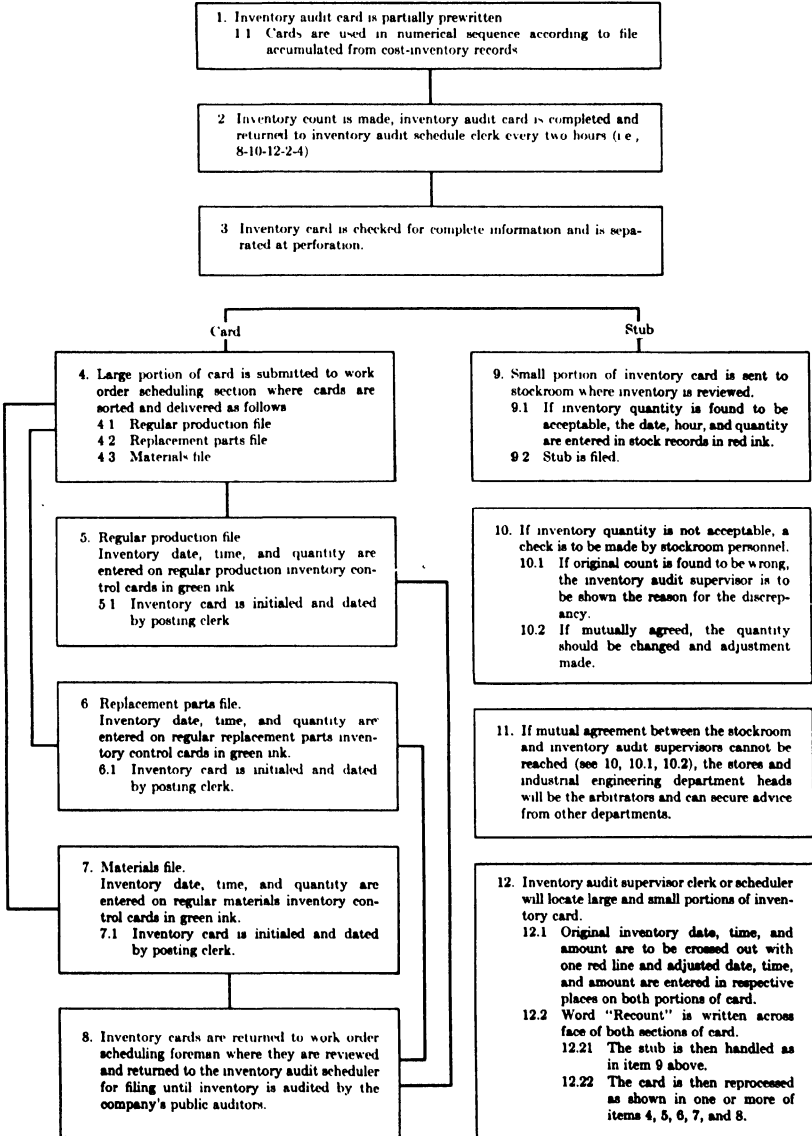 1. Inventory audit card is partially prewritten
1 1 Cards are used in numerical sequence according to file
accumulated from cost-inventory records
2 Inventory count is made, inventory audit card is completed and
returned to inventory audit schedule clerk every two hours (i e ,
8-10-12-2-4)
3 Inventory card is checked for complete information and is sepa-
rated at perforation.
Card
4. Large portion of card is submitted to work
order scheduling section where cards are
sorted and delivered as follows
4 1 Regular production file
4 2 Replacement parts file
4 3 Materials file
5. Regular production file
Inventory date, time, and quantity are
entered on regular production inventory con-
trol cards in green ink
5 1 Inventory card is initialed and dated
by posting clerk
6 Replacement parts file.
Inventory date, time, and quantity are
entered on regular replacement parts inven-
tory control cards in green ink.
6.1 Inventory card is initialed and dated
by posting clerk.
7. Materials file.
Inventory date, time, and quantity are
entered on regular materials inventory con-
trol cards in green ink.
7.1 Inventory card is initialed and dated
by posting clerk.
8. Inventory cards are returned to work order
scheduling foreman where they are reviewed
and returned to the inventory audit scheduler
for filing until inventory is audited by the
company's public auditors.
Stub
9. Small portion of inventory card is sent to
stockroom where inventory is reviewed.
9.1 If inventory quantity is found to be
acceptable, the date, hour, and quantity
are entered in stock records in red ink.
9 2 Stub is filed.
10. If inventory quantity is not acceptable, a
check is to be made by stockroom personnel.
10.1 If original count is found to be wrong,
the inventory audit supervisor is to
be shown the reason for the discrep-
ancy.
10.2 If mutually agreed, the quantity
should be changed and adjustment
made.
11. If mutual agreement between the stockroom
and inventory audit supervisors cannot be
reached (see 10, 10.1, 10.2), the stores and
industrial engineering department heads
will be the arbitrators and can secure advice
from other departments.
12. Inventory audit supervisor clerk or scheduler
will locate large and small portions of inven-
tory card.
12.1 Original inventory date, time, and
amount are to be crossed out with
one red line and adjusted date, time,
and amount are entered in respective
places on both portions of card.
12.2 Word "Recount" is written across
face of both sections of card.
12.21 The stub is then handled as
in item 9 above.
12.22 The card is then reprocessed
as shown in one or more of
items 4, 5, 6, 7, and 8.